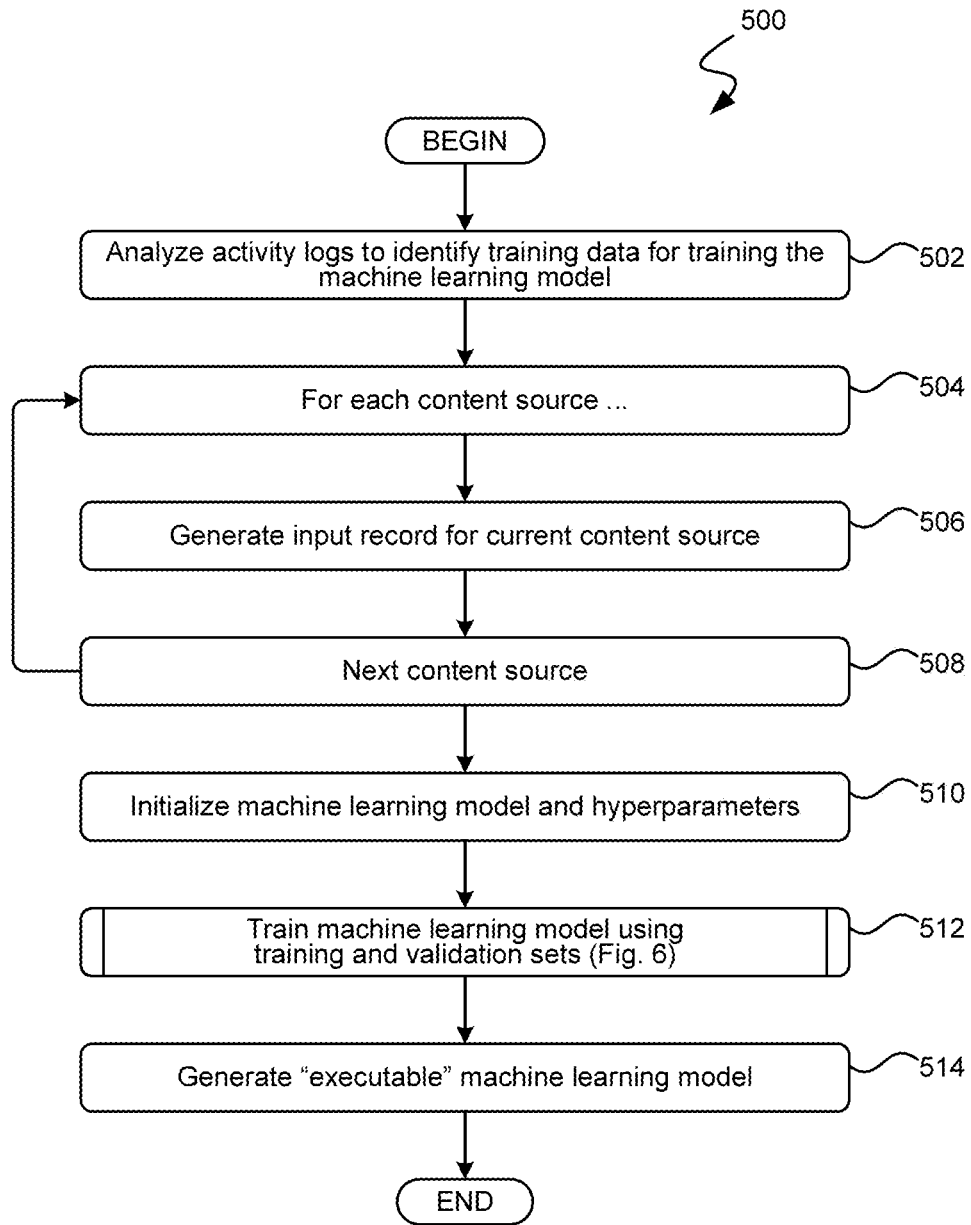 500
BEGIN
Analyze activity logs to identify training data for training the
machine learning model
502
For each content source ...
504
Generate input record for current content source
506
Next content source
508
Initialize machine learning model and hyperparameters
510
Train machine learning model using
training and validation sets (Fig. 6)
512
Generate “executable” machine learning model
514
END